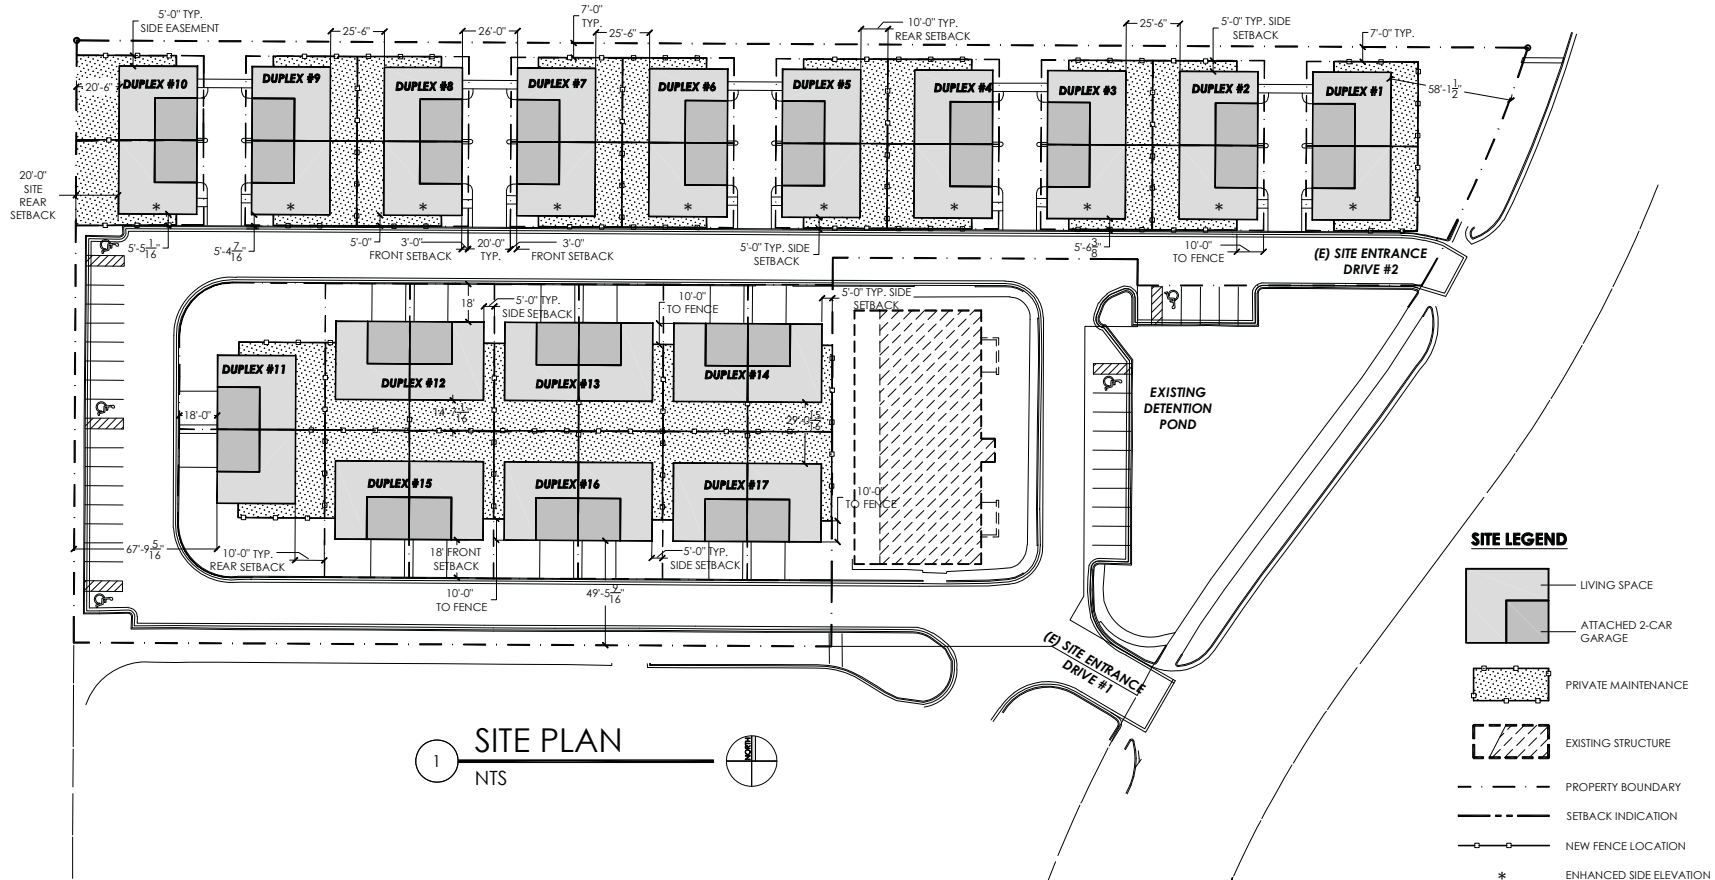 5'-0" TYP.
SIDE EASEMENT
25'-6"
26'-0"
7'-0"
TYP.
25'-6"
10'-0" TYP.
REAR SETBACK
25'-6"
5'-0" TYP. SIDE
SETBACK
7'-0" TYP.
58'-1 1/2"
20'-6"
DUPLEX #10
DUPLEX #9
DUPLEX #8
DUPLEX #7
DUPLEX #6
DUPLEX #5
DUPLEX #4
DUPLEX #3
DUPLEX #2
DUPLEX #1
20'-0"
SITE
REAR
SETBACK
*
*
*
*
*
*
*
*
*
*
5'-5 1/16"
5'-4 7/16"
5'-0"
3'-0"
FRONT SETBACK
20'-0"
TYP.
3'-0"
FRONT SETBACK
5'-0" TYP. SIDE
SETBACK
5'-6 3/8"
10'-0"
TO FENCE
(E) SITE ENTRANCE
DRIVE #2
18'
5'-0" TYP.
SIDE SETBACK
10'-0"
TO FENCE
5'-0" TYP. SIDE
SETBACK
DUPLEX #11
DUPLEX #12
DUPLEX #13
DUPLEX #14
18'-0"
EXISTING
DETENTION
POND
DUPLEX #15
DUPLEX #16
DUPLEX #17
10'-0"
TO FENCE
67'-9 5/16"
10'-0" TYP.
REAR SETBACK
18' FRONT
SETBACK
5'-0" TYP.
SIDE SETBACK
10'-0"
TO FENCE
(E) SITE ENTRANCE
DRIVE #1
1
SITE PLAN
NTS
NORTH
SITE LEGEND
LIVING SPACE
ATTACHED 2-CAR
GARAGE
PRIVATE MAINTENANCE
EXISTING STRUCTURE
PROPERTY BOUNDARY
SETBACK INDICATION
NEW FENCE LOCATION
* ENHANCED SIDE ELEVATION